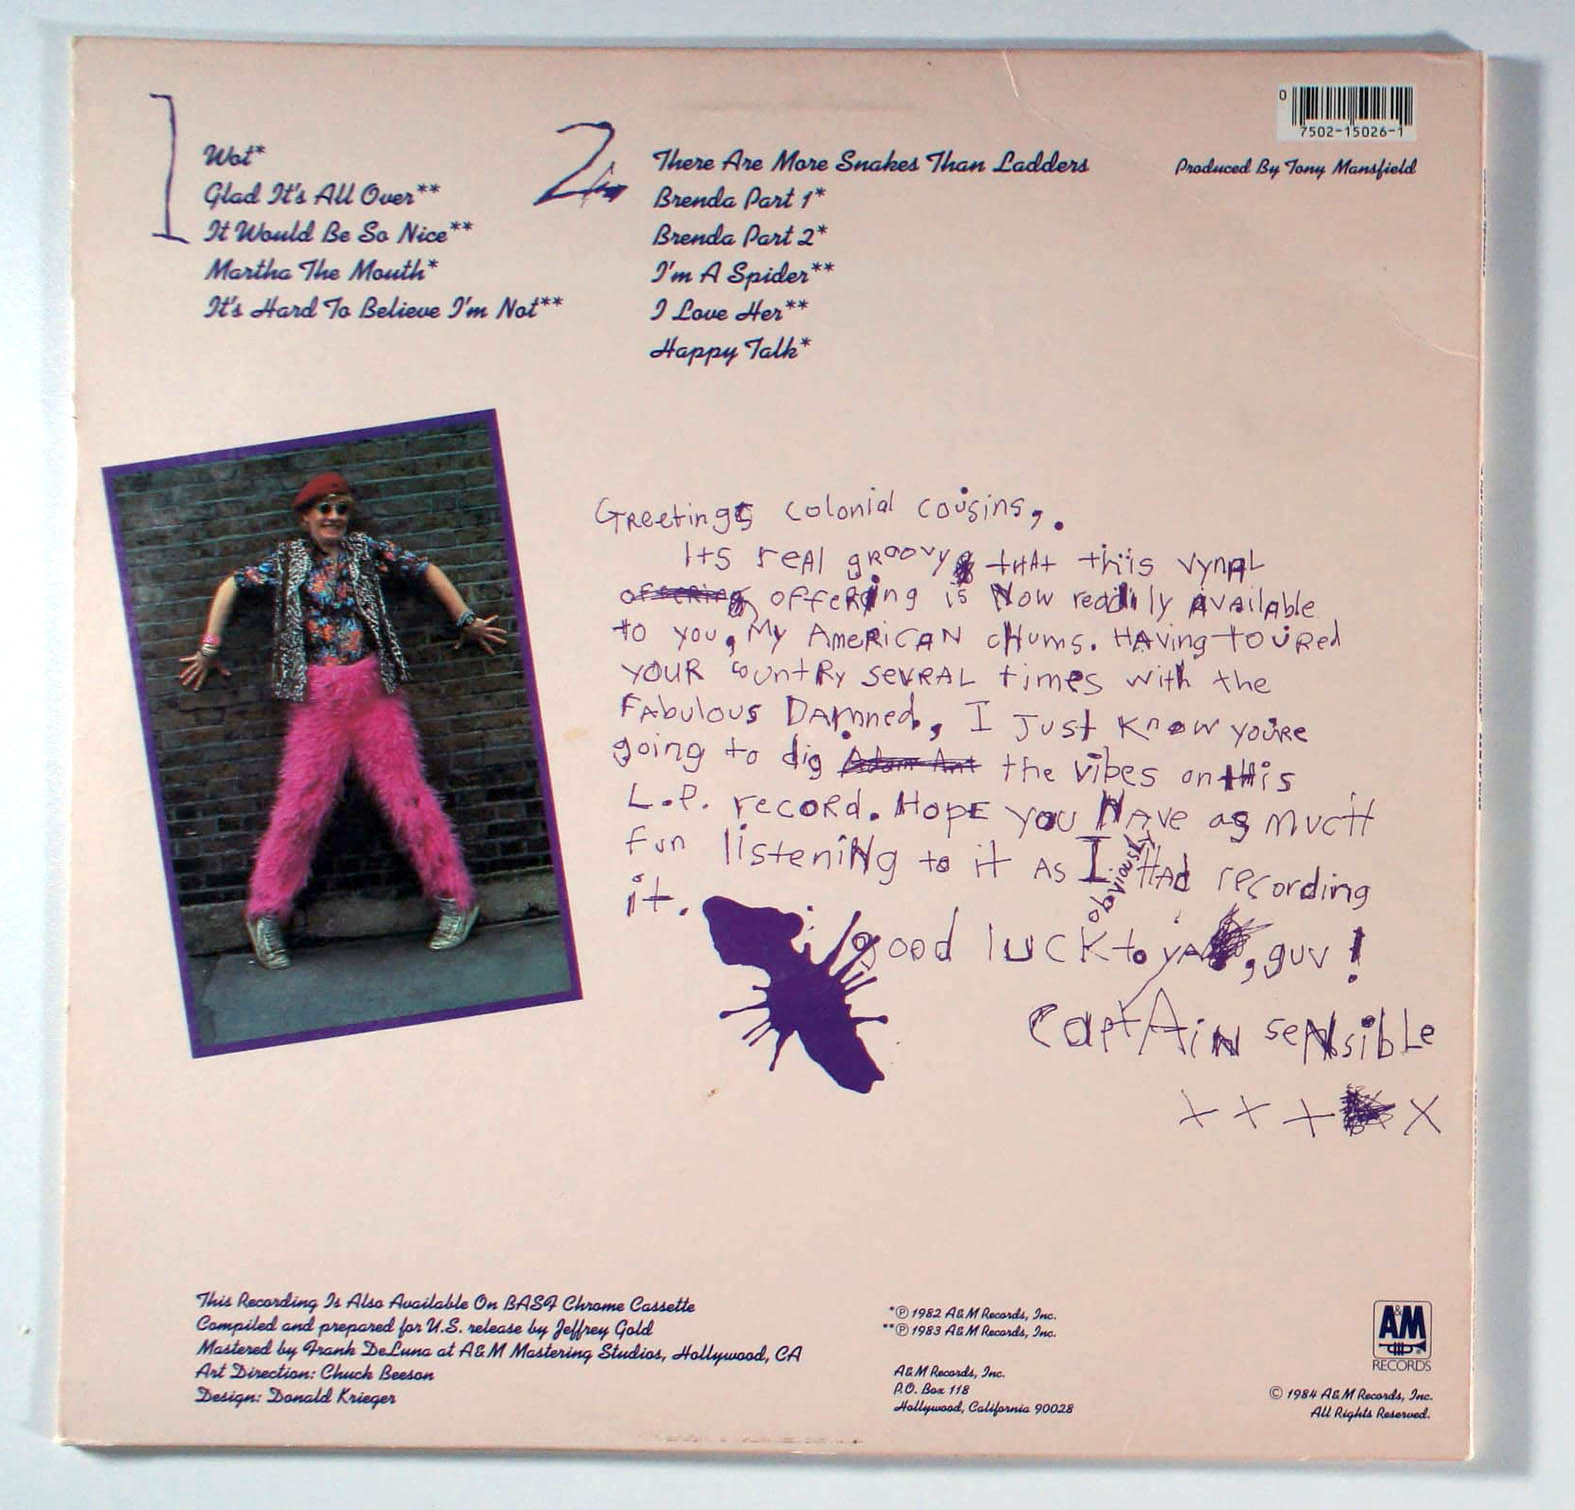 1
Wot*
Glad It's All Over**
It Would Be So Nice**
Martha The Mouth*
It's Hard To Believe I'm Not**
2
There Are More Snakes Than Ladders
Brenda Part 1*
Brenda Part 2*
I'm A Spider**
I Love Her**
Happy Talk*
0
7502-15026-1
Produced By Tony Mansfield
Greetings colonial cousins,.
Its real groovy that this vynal
offering offering is Now readily available
to you, My American chums. Having toured
your country several times with the
Fabulous Damned, I Just Know you're
going to dig Adam Ant the vibes on this
L.P. record. Hope you Have as much
fun listening to it as I obviously Had recording
it.
good luck to ya, guv!
Captain Sensible
x x x x
This Recording Is Also Available On BASF Chrome Cassette
Compiled and prepared for U.S. release by Jeffrey Gold
Mastered by Frank DeLuna at A&M Mastering Studios, Hollywood, CA
Art Direction: Chuck Beeson
Design: Donald Krieger
*℗ 1982 A&M Records, Inc.
**℗ 1983 A&M Records, Inc.
A&M Records, Inc.
P.O. Box 118
Hollywood, California 90028
A&M
RECORDS
© 1984 A&M Records, Inc.
All Rights Reserved.